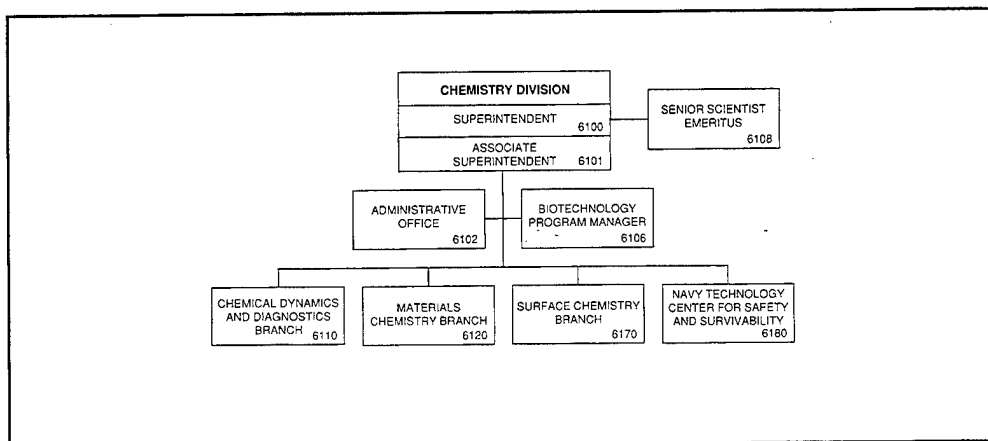 CHEMISTRY DIVISION
SUPERINTENDENT
6100
ASSOCIATE
SUPERINTENDENT
6101
SENIOR SCIENTIST
EMERITUS
6108
ADMINISTRATIVE
OFFICE
6102
BIOTECHNOLOGY
PROGRAM MANAGER
6106
CHEMICAL DYNAMICS
AND DIAGNOSTICS
BRANCH
6110
MATERIALS
CHEMISTRY BRANCH
6120
SURFACE CHEMISTRY
BRANCH
6170
NAVY TECHNOLOGY
CENTER FOR SAFETY
AND SURVIVABILITY
6180